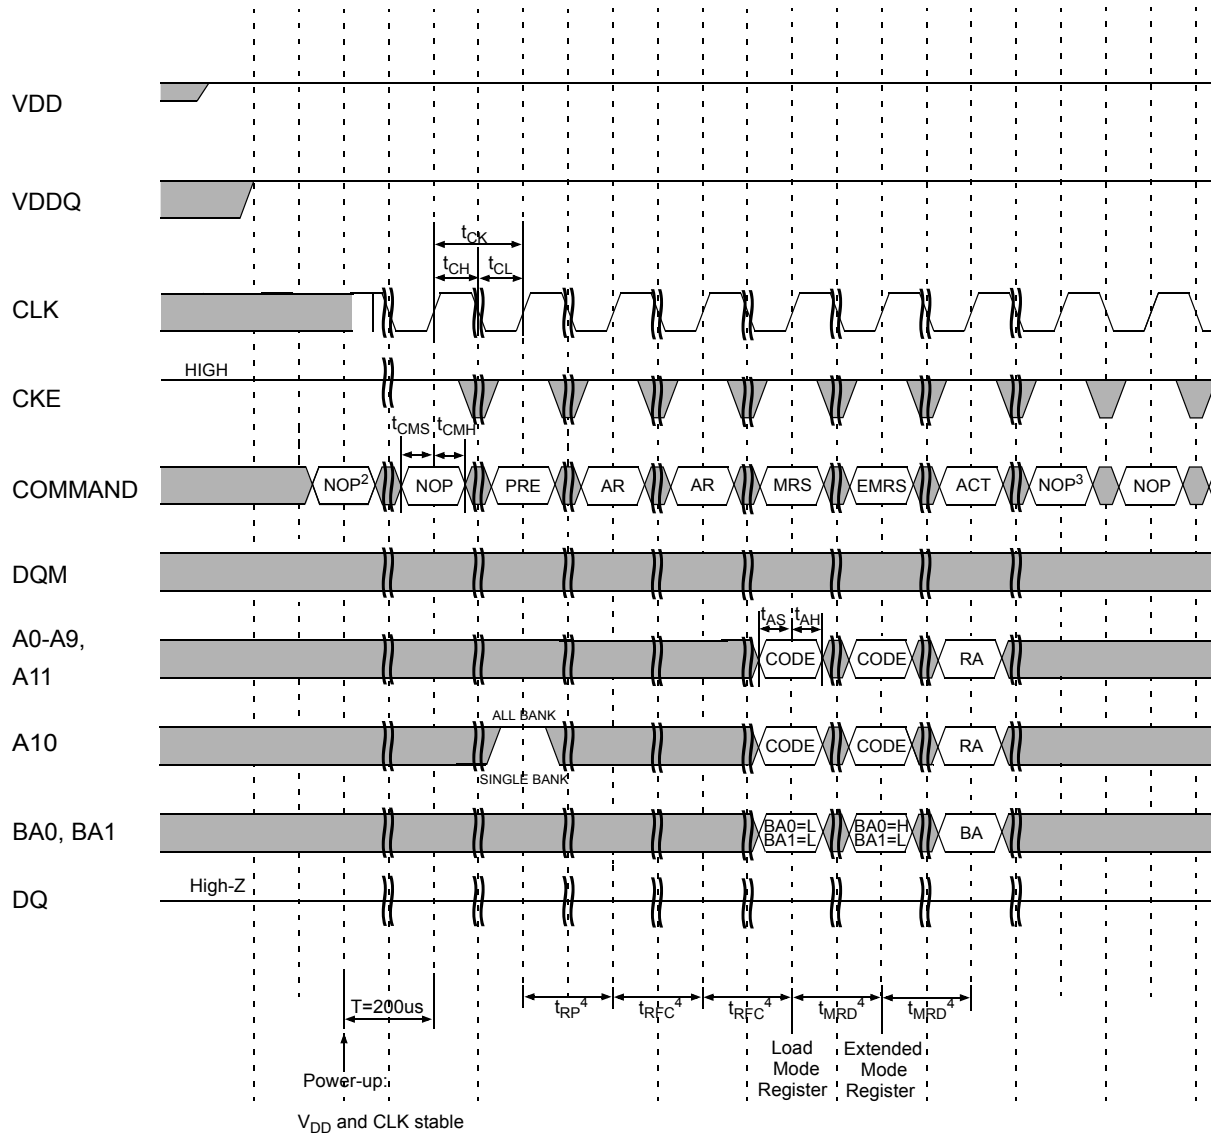 VDD
VDDQ
tCK
tCH tCL
CLK
HIGH
CKE
tCMS tCMH
COMMAND NOP2 NOP PRE AR AR MRS EMRS ACT NOP3 NOP
DQM
tAS tAH
A0-A9,
A11
CODE CODE RA
ALL BANK
A10 CODE CODE RA
SINGLE BANK
BA0, BA1
BA0=L BA0=H
BA1=L BA1=L
BA
High-Z
DQ
T=200us
tRP4 tRFC4 tRFC4 tMRD4 tMRD4
Load Extended
Mode Mode
Register Register
Power-up:
VDD and CLK stable